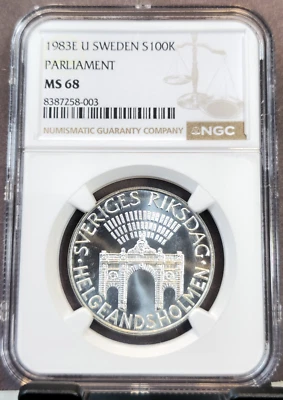 1983E U SWEDEN S100K
PARLIAMENT
MS 68
8387258-003
NUMISMATIC GUARANTY COMPANY
NGC
SVERIGES RIKSDAG
HELGEANDSHOLMEN